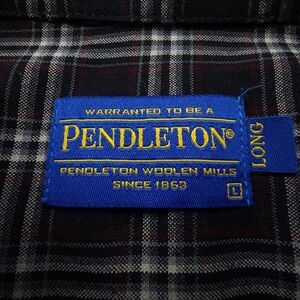 WARRANTED TO BE A
PENDLETON®
PENDLETON WOOLEN MILLS
SINCE 1863
L
LONG